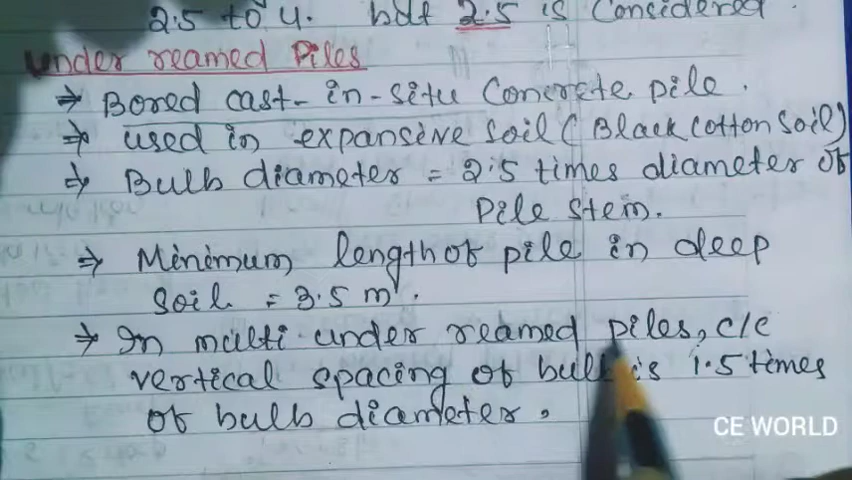 2.5 to 4. but 2.5 is Considered.
under reamed Piles
⇒ Bored cast-in-situ Concrete pile.
⇒ used in expansive soil (Black Cotton Soil)
⇒ Bulb diameter = 2.5 times diameter of
Pile stem.
⇒ Minimum length of pile in deep
soil = 3.5 m.
⇒ In multi under reamed piles, c/c
vertical spacing of bulb is 1.5 times
of bulb diameter.
CE WORLD